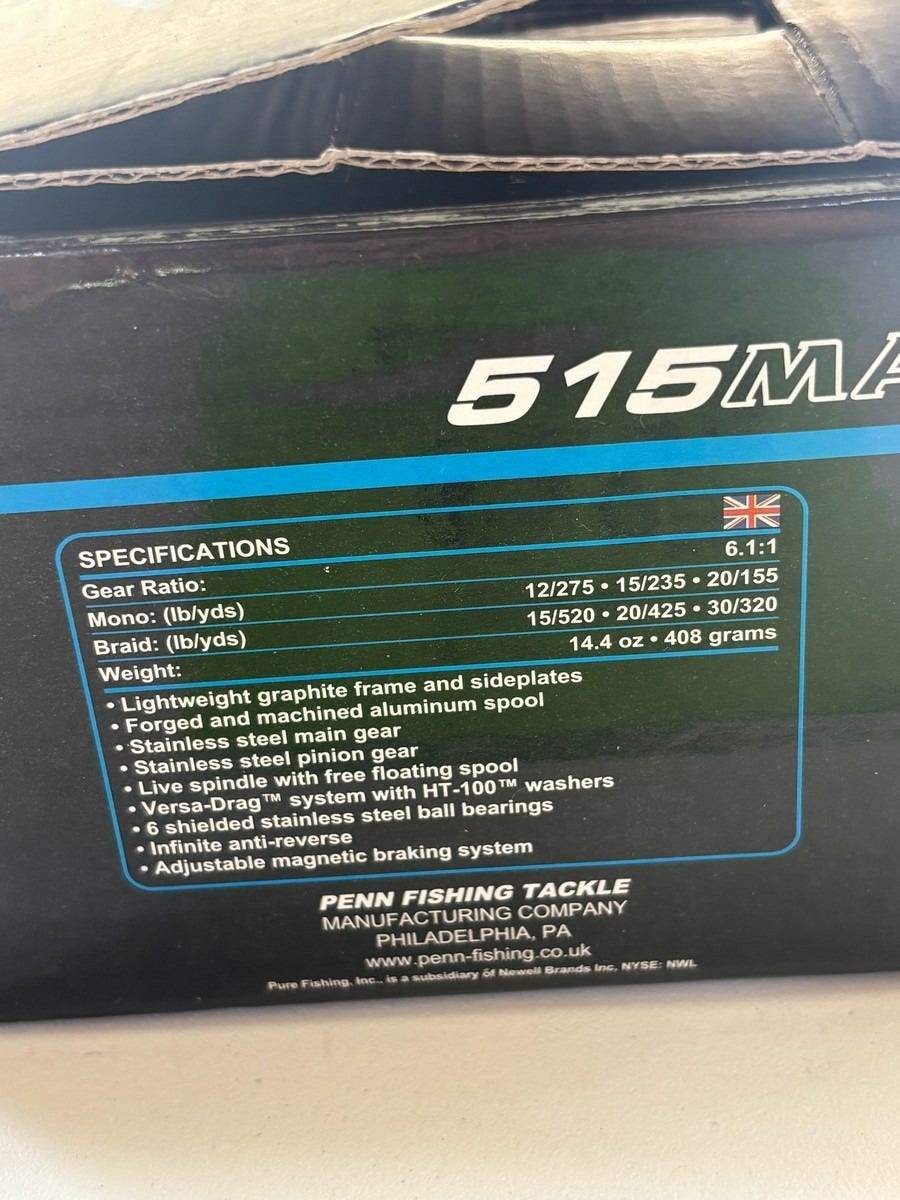 515MA
SPECIFICATIONS
Gear Ratio: 6.1:1
Mono: (lb/yds) 12/275 • 15/235 • 20/155
Braid: (lb/yds) 15/520 • 20/425 • 30/320
Weight: 14.4 oz • 408 grams
• Lightweight graphite frame and sideplates
• Forged and machined aluminum spool
• Stainless steel main gear
• Stainless steel pinion gear
• Live spindle with free floating spool
• Versa-Drag™ system with HT-100™ washers
• 6 shielded stainless steel ball bearings
• Infinite anti-reverse
• Adjustable magnetic braking system
PENN FISHING TACKLE
MANUFACTURING COMPANY
PHILADELPHIA, PA
www.penn-fishing.co.uk
Pure Fishing, Inc., is a subsidiary of Newell Brands Inc, NYSE: NWL